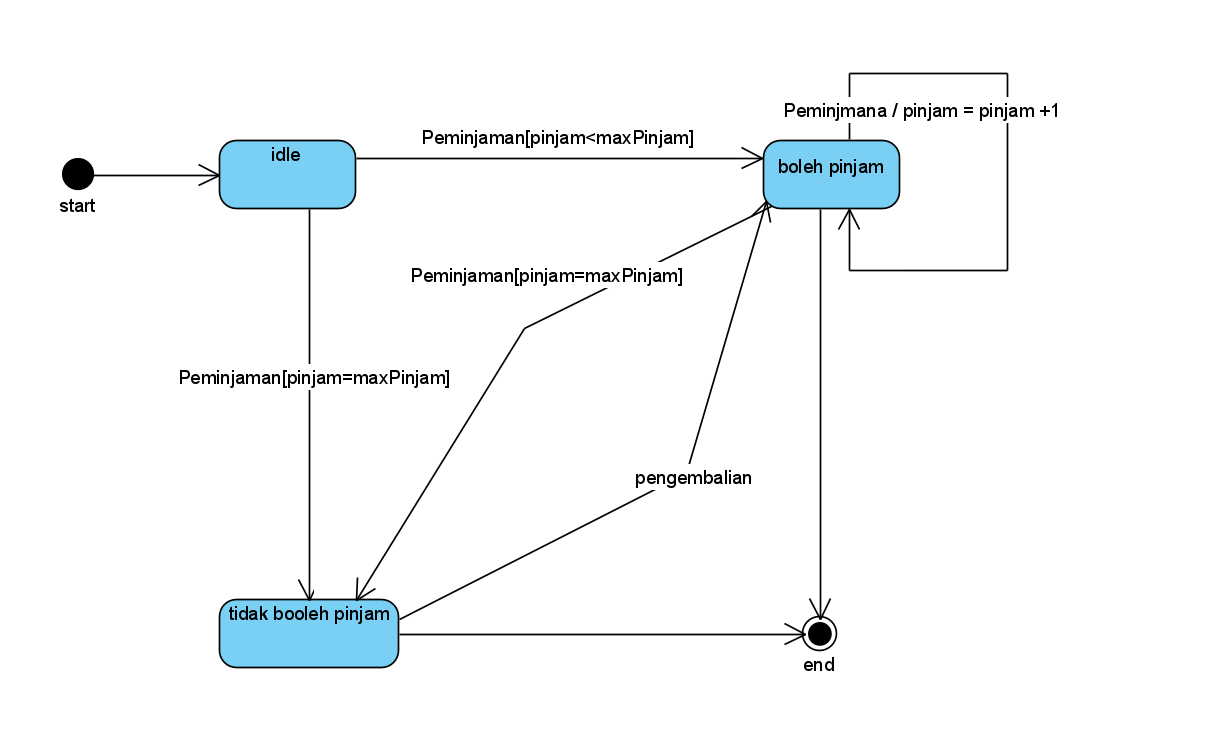 Peminjmana / pinjam = pinjam +1
Peminjaman[pinjam<maxPinjam]
idle
boleh pinjam
start
Peminjaman[pinjam=maxPinjam]
Peminjaman[pinjam=maxPinjam]
pengembalian
tidak booleh pinjam
end